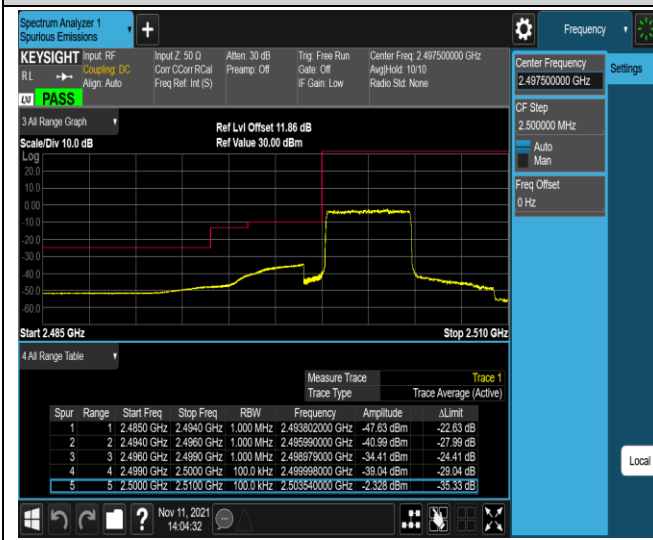 Spectrum Analyzer 1
Spurious Emissions
Frequency
KEYSIGHT
RL
LXI PASS
Input: RF
Coupling: DC
Align: Auto
Input Z: 50 Ω
Corr CCorr RCal
Freq Ref: Int (S)
Atten: 30 dB
Preamp: Off
Trig: Free Run
Gate: Off
IF Gain: Low
Center Freq: 2.497500000 GHz
Avg|Hold: 10/10
Radio Std: None
Center Frequency
2.497500000 GHz
Settings
CF Step
2.500000 MHz
Auto
Man
Freq Offset
0 Hz
3 All Range Graph
Scale/Div 10.0 dB
Ref Lvl Offset 11.86 dB
Ref Value 30.00 dBm
Log
20.0
10.0
0.00
-10.0
-20.0
-30.0
-40.0
-50.0
-60.0
Start 2.485 GHz
Stop 2.510 GHz
4 All Range Table
Measure Trace Trace 1
Trace Type Trace Average (Active)
Spur Range Start Freq Stop Freq RBW Frequency Amplitude ΔLimit
1 1 2.4850 GHz 2.4940 GHz 1.000 MHz 2.493802000 GHz -47.63 dBm -22.63 dB
2 2 2.4940 GHz 2.4960 GHz 1.000 MHz 2.495990000 GHz -40.99 dBm -27.99 dB
3 3 2.4960 GHz 2.4990 GHz 1.000 MHz 2.498979000 GHz -34.41 dBm -24.41 dB
4 4 2.4990 GHz 2.5000 GHz 100.0 kHz 2.499998000 GHz -39.04 dBm -29.04 dB
5 5 2.5000 GHz 2.5100 GHz 100.0 kHz 2.503540000 GHz -2.328 dBm -35.33 dB
Local
Nov 11, 2021
14:04:32